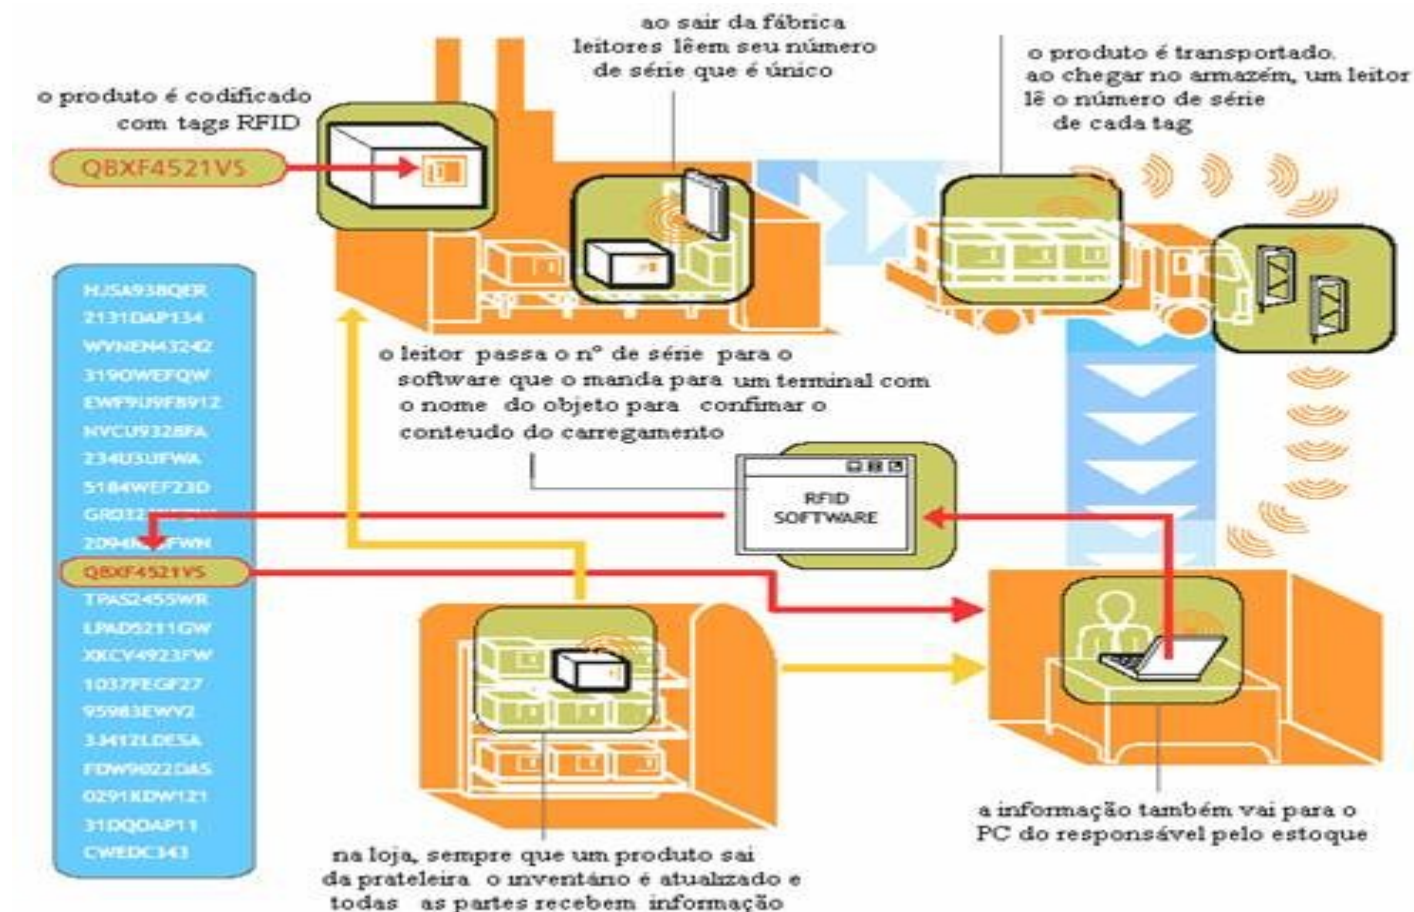 o produto é codificado
com tags RFID
QBXF4521VS
ao sair da fábrica
leitores lêem seu número
de série que é único
o produto é transportado.
ao chegar no armazém, um leitor
lê o número de série
de cada tag
HJSA938QER
2131DAP134
WVNEN43242
319OWEFQW
EWF9U9FB912
NVCU932BFA
234U3UFWA
5184WEF23D
QBXF4521VS
TPAS2455WR
LPAD5211GW
XKCV4923FW
1037FEGF27
95983EWV2
3J412LDESA
FDW9022DAS
0291KDW121
31DQDAP11
CWEDC343
o leitor passa o nº de série para o
software que o manda para um terminal com
o nome do objeto para confimar o
conteudo do carregamento
RFID
SOFTWARE
a informação também vai para o
PC do responsável pelo estoque
na loja, sempre que um produto sai
da prateleira o inventário é atualizado e
todas as partes recebem informação